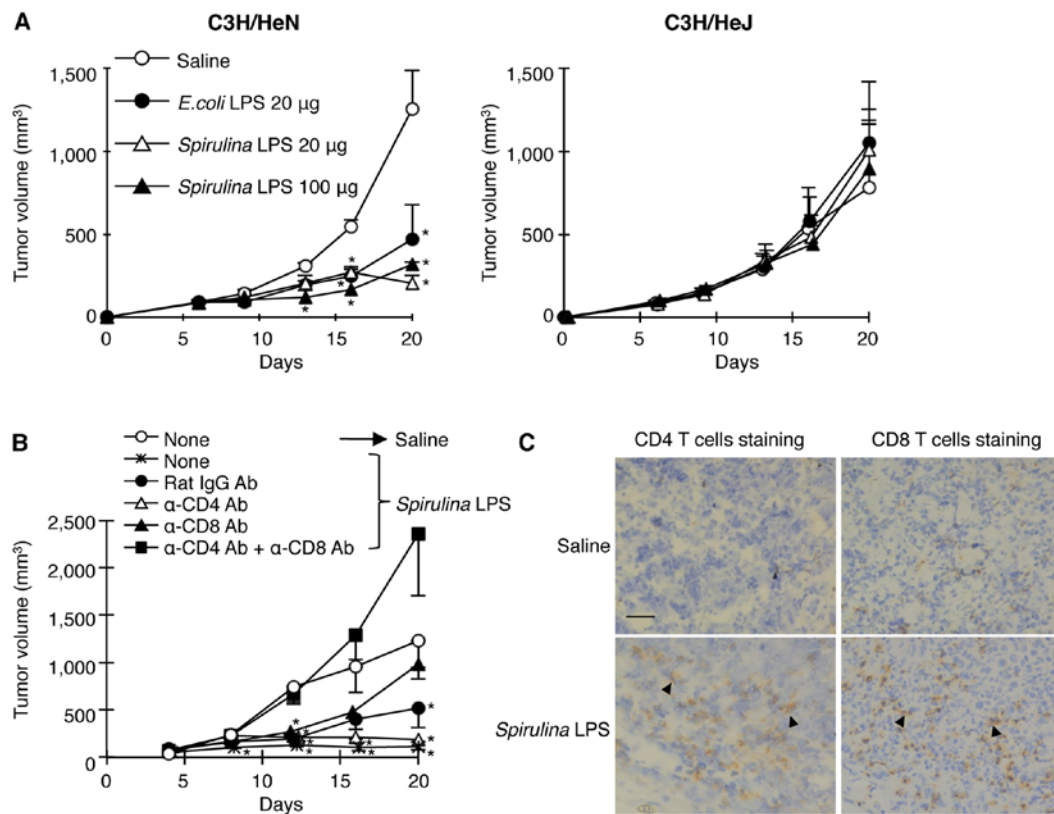 A
C3H/HeN
C3H/HeJ
Tumor volume (mm³)
1,500
1,000
500
0
0
5
10
15
20
Days
Saline
E.coli LPS 20 μg
Spirulina LPS 20 μg
Spirulina LPS 100 μg
*
*
*
*
*
*
*
Tumor volume (mm³)
1,500
1,000
500
0
0
5
10
15
20
Days
B
None
Saline
None
Rat IgG Ab
α-CD4 Ab
Spirulina LPS
α-CD8 Ab
α-CD4 Ab + α-CD8 Ab
Tumor volume (mm³)
2,500
2,000
1,500
1,000
500
0
0
5
10
15
20
Days
C
CD4 T cells staining
CD8 T cells staining
Saline
Spirulina LPS